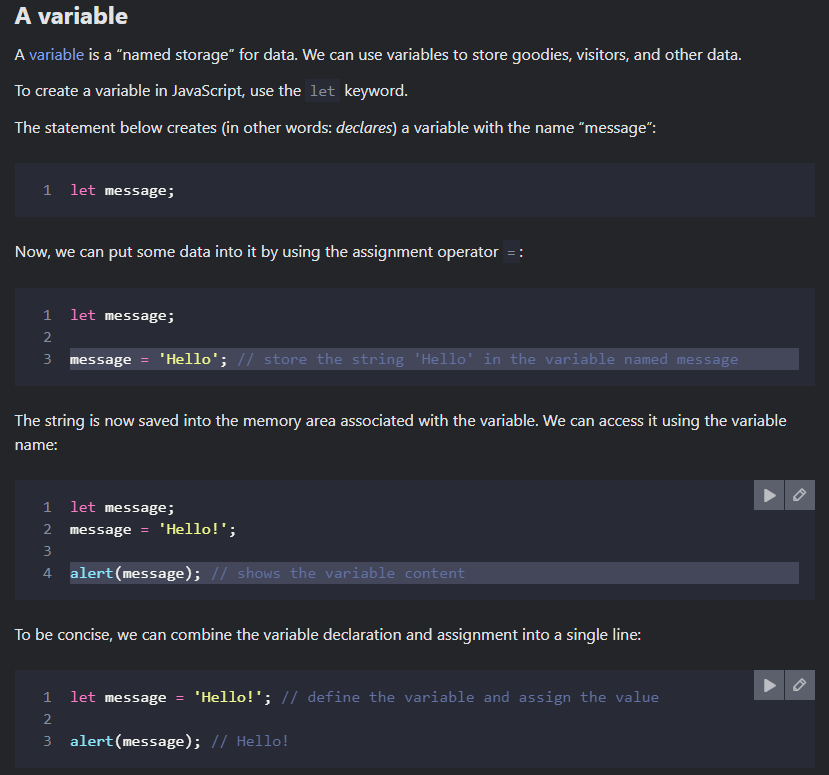 A variable
A variable is a “named storage” for data. We can use variables to store goodies, visitors, and other data.
To create a variable in JavaScript, use the let keyword.
The statement below creates (in other words: declares) a variable with the name “message”:
1 let message;
Now, we can put some data into it by using the assignment operator =:
1 let message;
2
3 message = 'Hello'; // store the string 'Hello' in the variable named message
The string is now saved into the memory area associated with the variable. We can access it using the variable
name:
1 let message;
2 message = 'Hello!';
3
4 alert(message); // shows the variable content
To be concise, we can combine the variable declaration and assignment into a single line:
1 let message = 'Hello!'; // define the variable and assign the value
2
3 alert(message); // Hello!